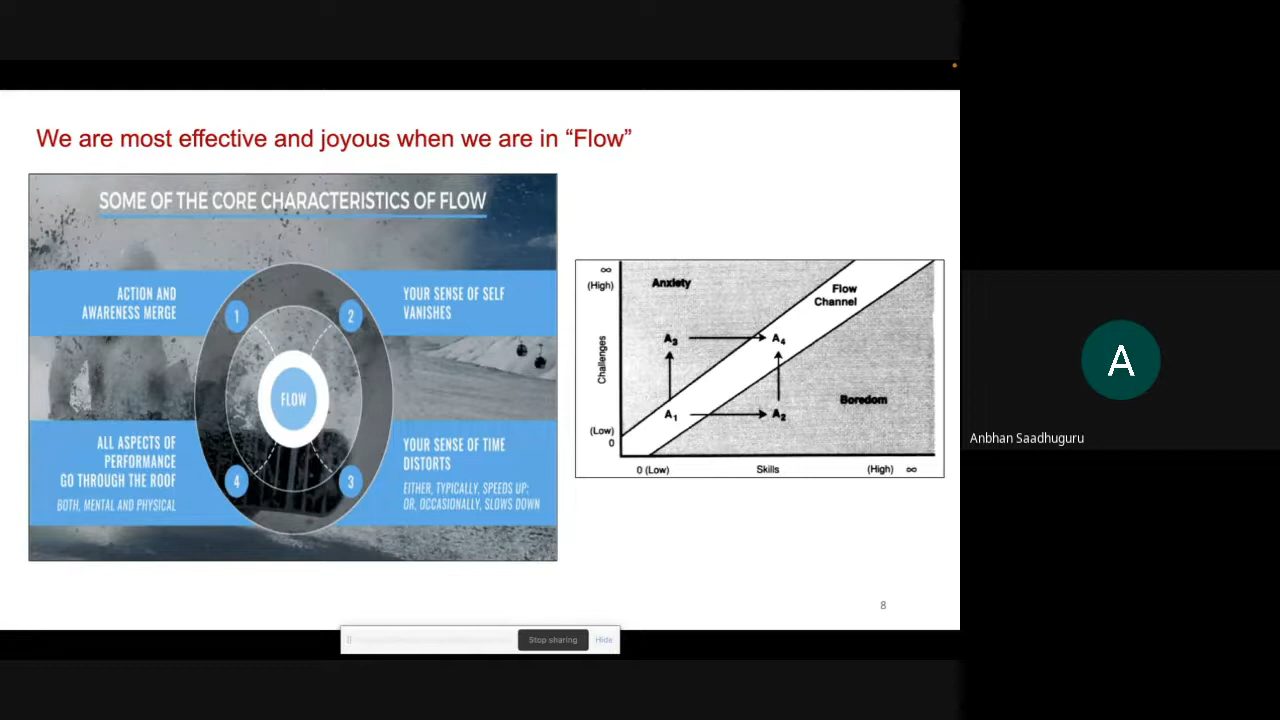 We are most effective and joyous when we are in “Flow”
SOME OF THE CORE CHARACTERISTICS OF FLOW
ACTION AND
AWARENESS MERGE
1
2
YOUR SENSE OF SELF
VANISHES
FLOW
ALL ASPECTS OF
PERFORMANCE
GO THROUGH THE ROOF
BOTH, MENTAL AND PHYSICAL
4
3
YOUR SENSE OF TIME
DISTORTS
EITHER, TYPICALLY, SPEEDS UP;
OR, OCCASIONALLY, SLOWS DOWN
∞
(High)
Anxiety
Flow
Channel
Challenges
A3
A4
Boredom
A1
A2
(Low)
0
0 (Low)
Skills
(High) ∞
8
Stop sharing
Hide
A
Anbhan Saadhuguru